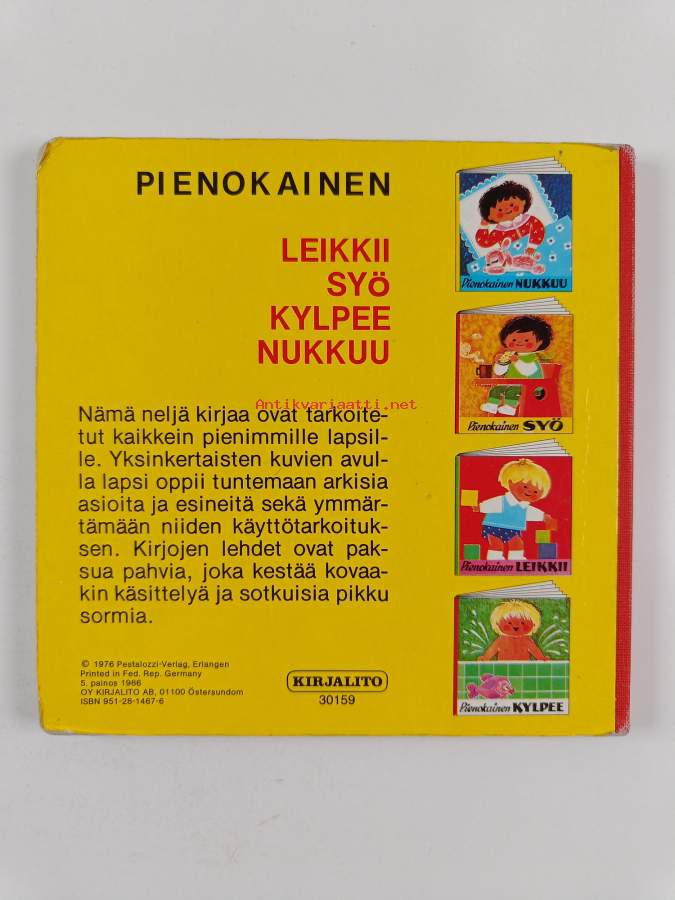 PIENOKAINEN
LEIKKII
SYÖ
KYLPEE
NUKKUU
Antikvariaatti.net
Nämä neljä kirjaa ovat tarkoite-
tut kaikkein pienimmille lapsil-
le. Yksinkertaisten kuvien avul-
la lapsi oppii tuntemaan arkisia
asioita ja esineitä sekä ymmär-
tämään niiden käyttötarkoituk-
sen. Kirjojen lehdet ovat pak-
sua pahvia, joka kestää kovaa-
kin käsittelyä ja sotkuisia pikku
sormia.
© 1976 Pestalozzi-Verlag, Erlangen
Printed in Fed. Rep. Germany
5. painos 1986
OY KIRJALITO AB, 01100 Östersundom
ISBN 951-28-1467-6
KIRJALITO
30159
Pienokainen NUKKUU
Pienokainen SYÖ
Pienokainen LEIKKII
Pienokainen KYLPEE